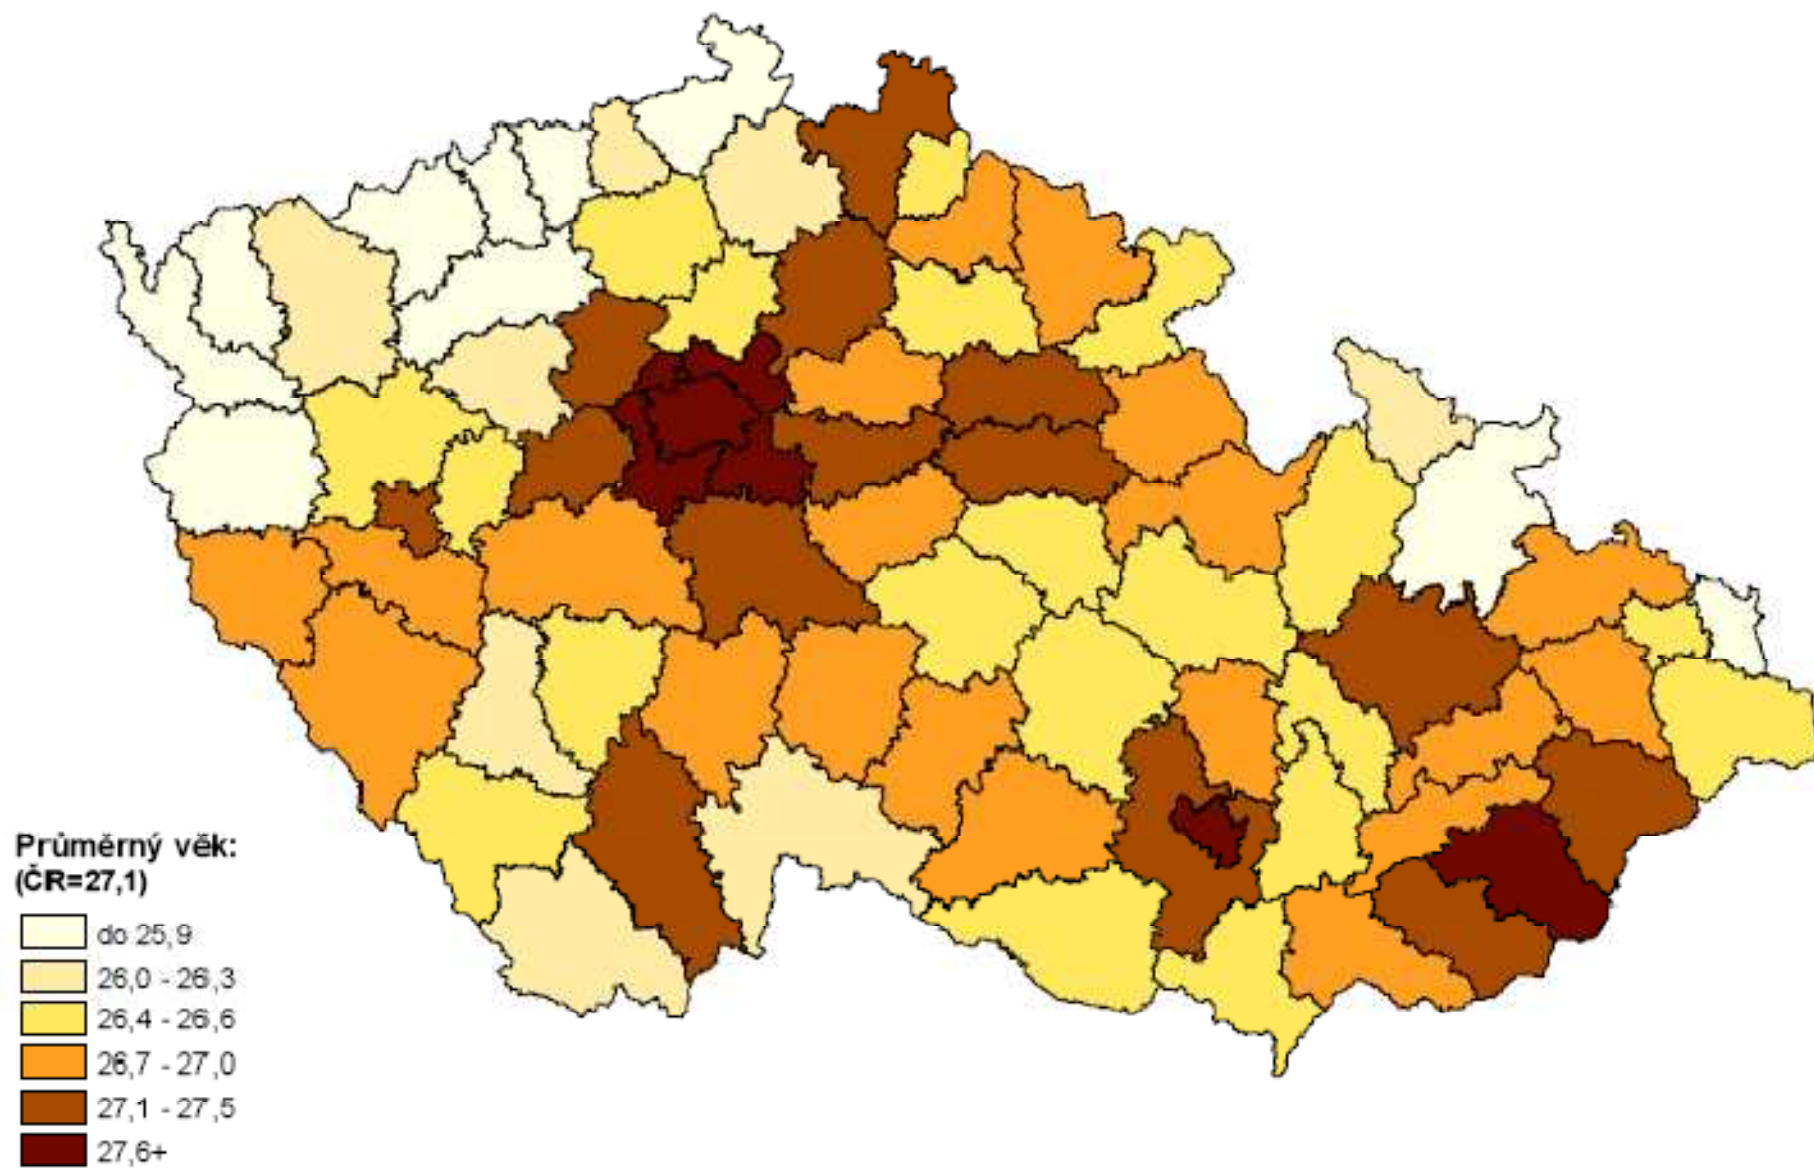 Průměrný věk:
(ČR=27,1)
do 25,9
26,0 - 26,3
26,4 - 26,6
26,7 - 27,0
27,1 - 27,5
27,6+